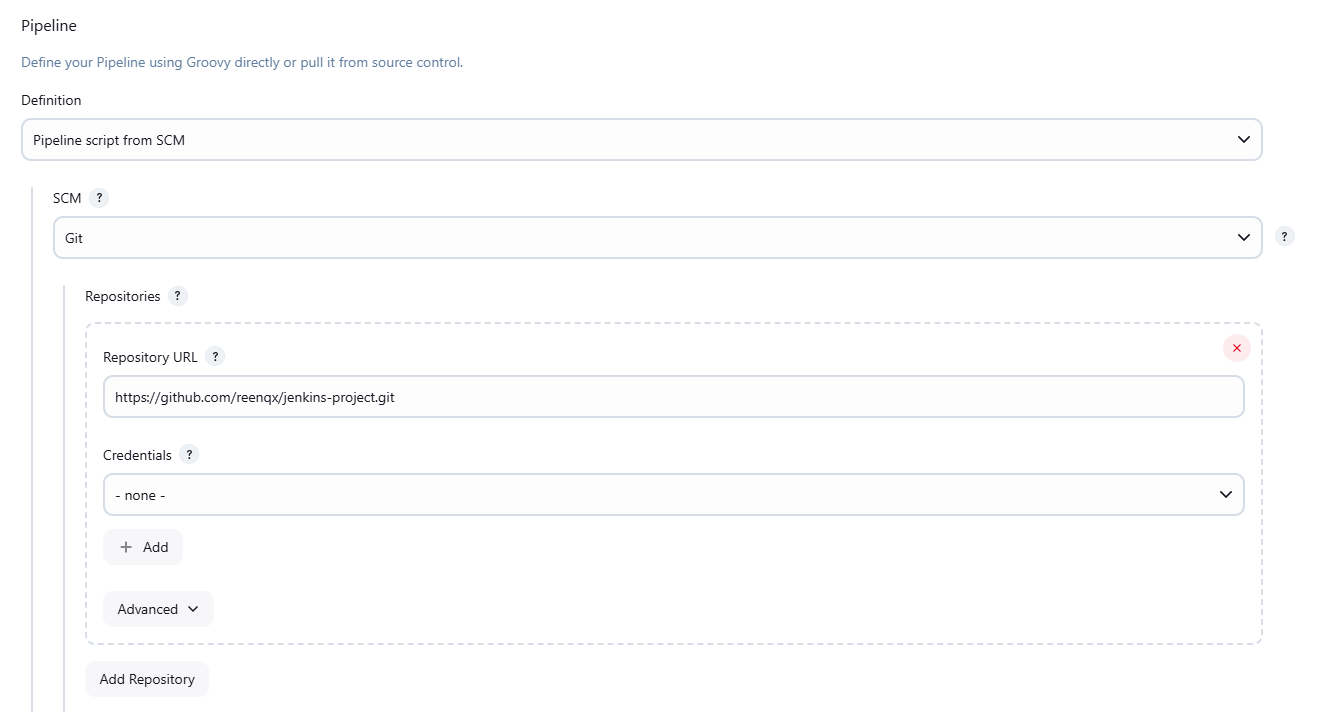 Pipeline
Define your Pipeline using Groovy directly or pull it from source control.
Definition
Pipeline script from SCM
SCM ?
Git
?
Repositories ?
Repository URL ?
https://github.com/reenqx/jenkins-project.git
Credentials ?
- none -
Add
Advanced
Add Repository